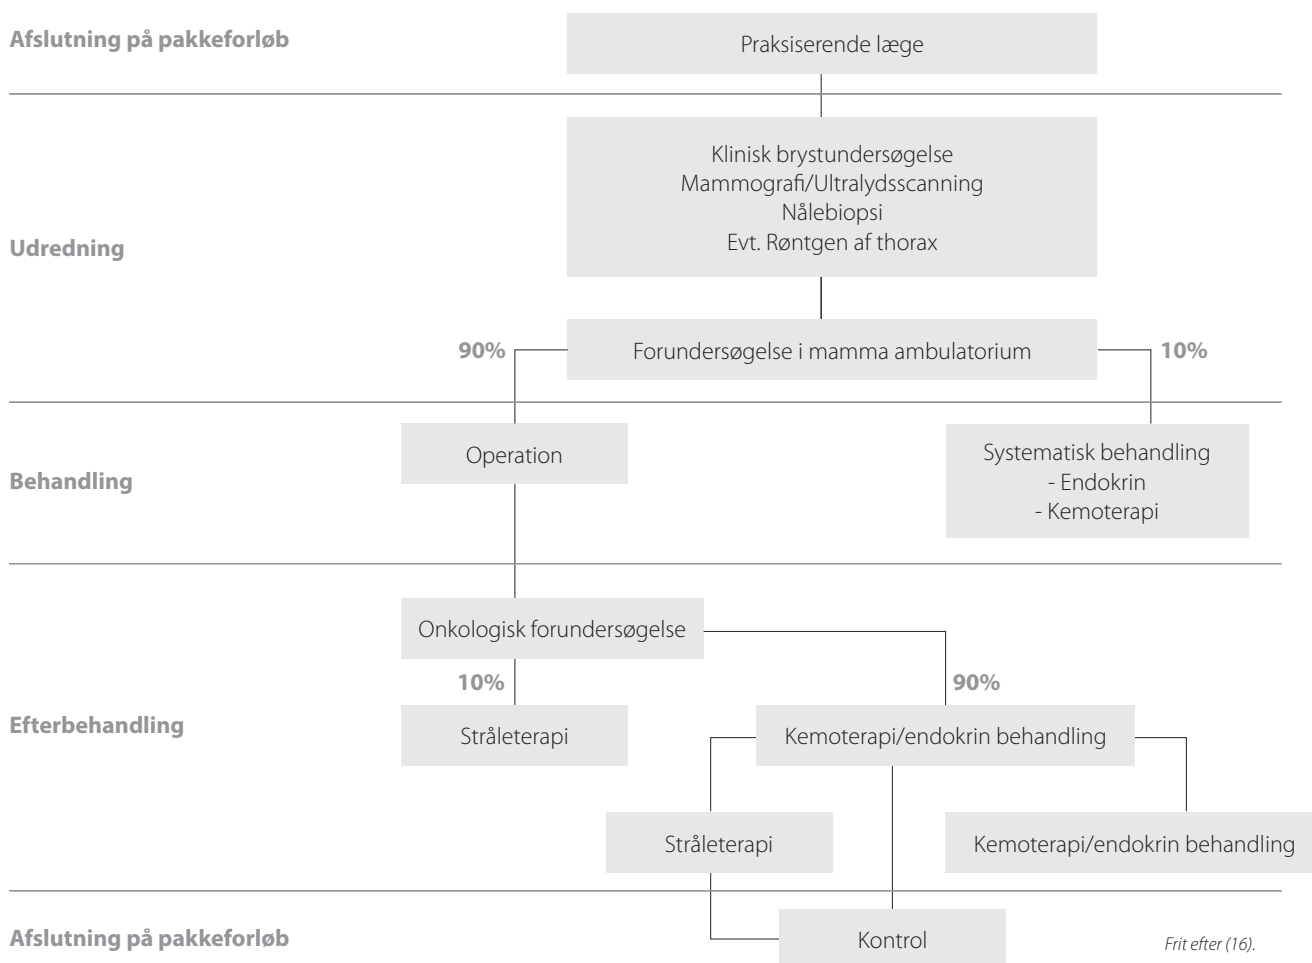 Afslutning på pakkeforløb
Praksiserende læge
Klinisk brystundersøgelse
Mammografi/Ultralydsscanning
Nålebiopsi
Evt. Røntgen af thorax
Udredning
90%
Forundersøgelse i mamma ambulatorium
10%
Operation
Systematisk behandling
- Endokrin
- Kemoterapi
Behandling
Onkologisk forundersøgelse
10%
90%
Efterbehandling
Stråleterapi
Kemoterapi/endokrin behandling
Stråleterapi
Kemoterapi/endokrin behandling
Afslutning på pakkeforløb
Kontrol
Frit efter (16).